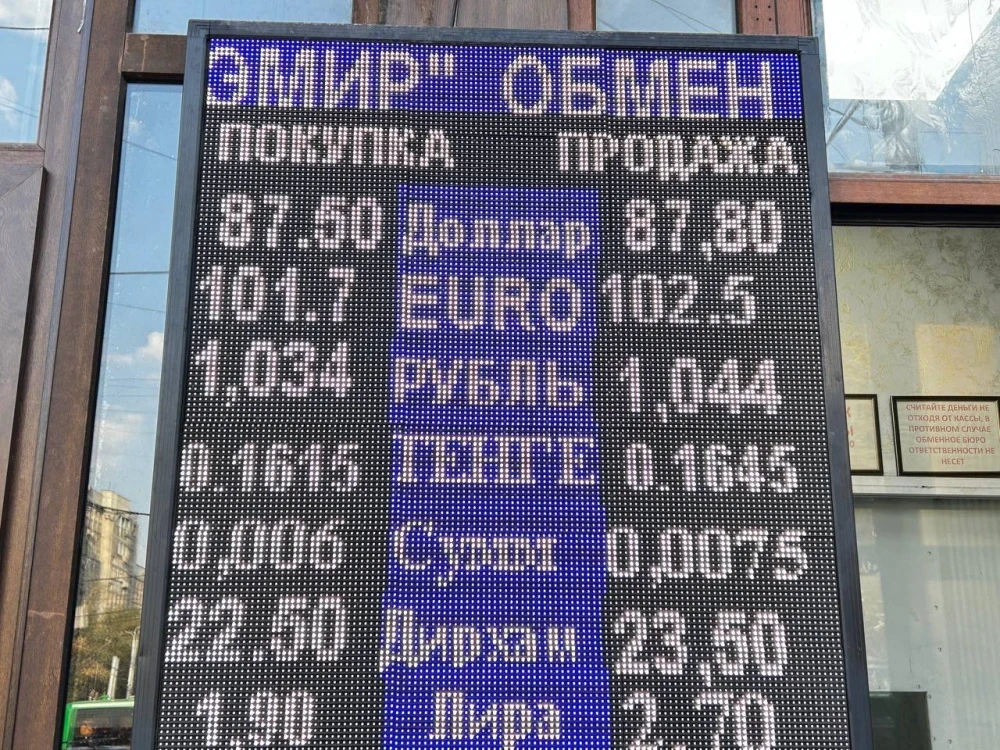 ЭМИР" ОБМЕН
ПОКУПКА ПРОДАЖА
87.50 Доллар 87,80
101.7 EURO 102.5
1,034 РУБЛЬ 1,044
0.1615 ТЕНГЕ 0.1645
0,006 Сумм 0,0075
22.50 Дирхам 23,50
1,90 Лира 2,70
СЧИТАЙТЕ ДЕНЬГИ НЕ
ОТХОДЯ ОТ КАССЫ, В
ПРОТИВНОМ СЛУЧАЕ
ОБМЕННОЕ БЮРО
ОТВЕТСТВЕННОСТИ НЕ
НЕСЕТ